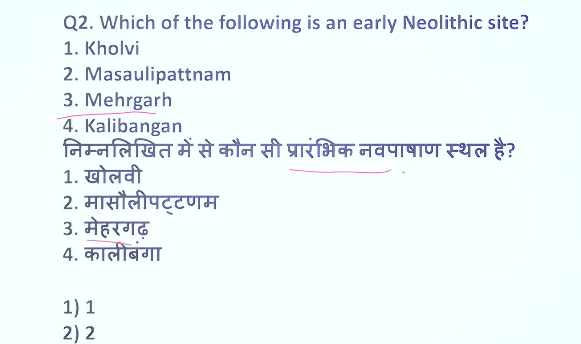 Q2. Which of the following is an early Neolithic site?
1. Kholvi
2. Masaulipattnam
3. Mehrgarh
4. Kalibangan
निम्नलिखित में से कौन सी प्रारंभिक नवपाषाण स्थल है?
1. खोलवी
2. मासौलीपट्टणम
3. मेहरगढ़
4. कालीबंगा
1) 1
2) 2